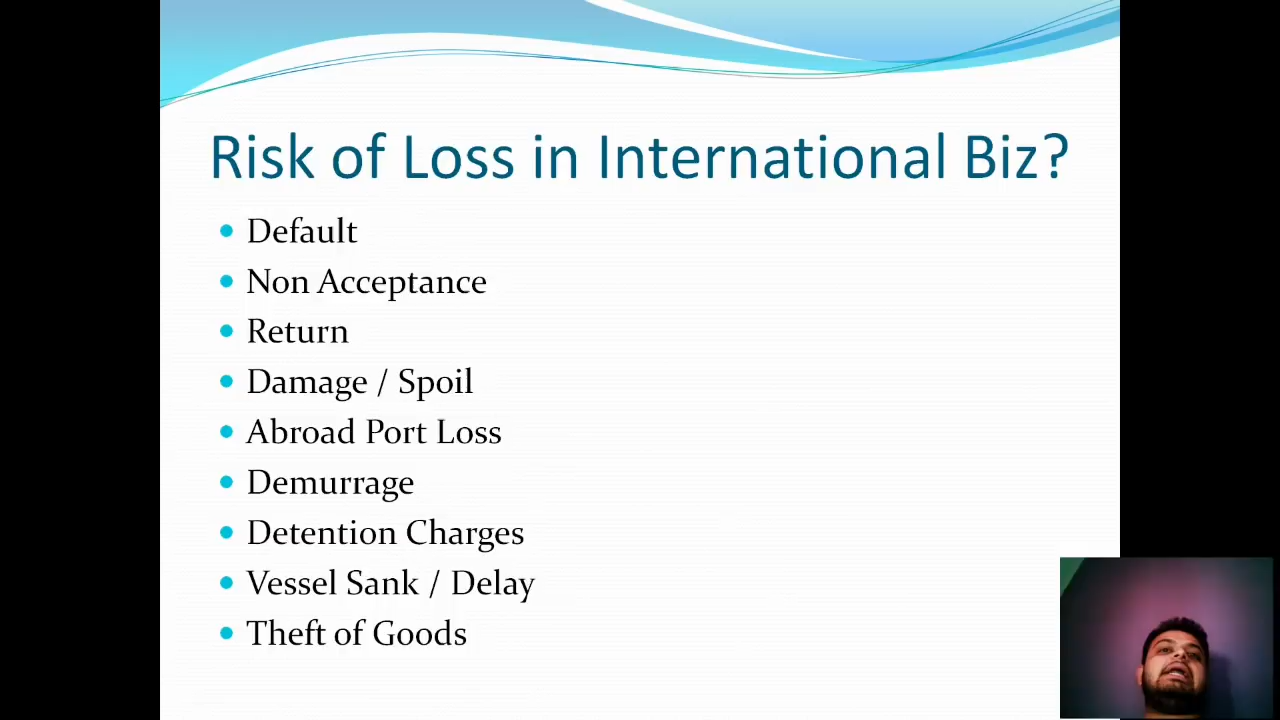 Risk of Loss in International Biz?
Default
Non Acceptance
Return
Damage / Spoil
Abroad Port Loss
Demurrage
Detention Charges
Vessel Sank / Delay
Theft of Goods